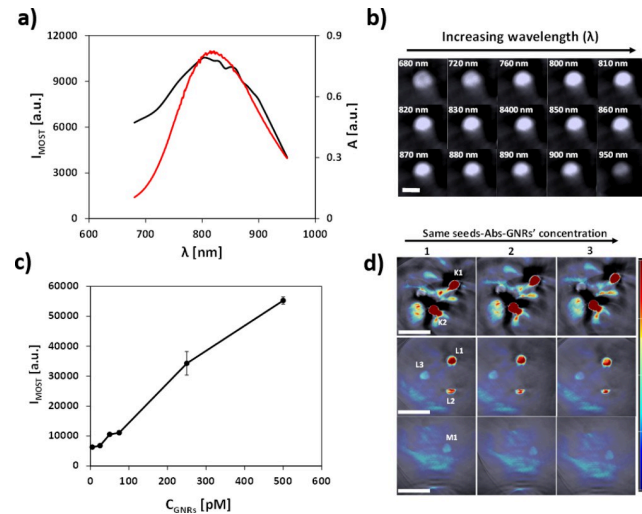 a)
12000
9000
6000
3000
0
I_MOST [a.u.]
0.9
0.6
0.3
0
A [a.u.]
600 700 800 900 1000
λ [nm]
b)
Increasing wavelength (λ)
680 nm 720 nm 760 nm 800 nm 810 nm
820 nm 830 nm 8400 nm 850 nm 860 nm
870 nm 880 nm 890 nm 900 nm 950 nm
c)
60000
50000
40000
30000
20000
10000
0
I_MOST [a.u.]
0 100 200 300 400 500 600
C_GNRs [pM]
Same seeds-Abs-GNRs' concentration
d)
1 2 3
K1
K2
L1
L3
L2
M1